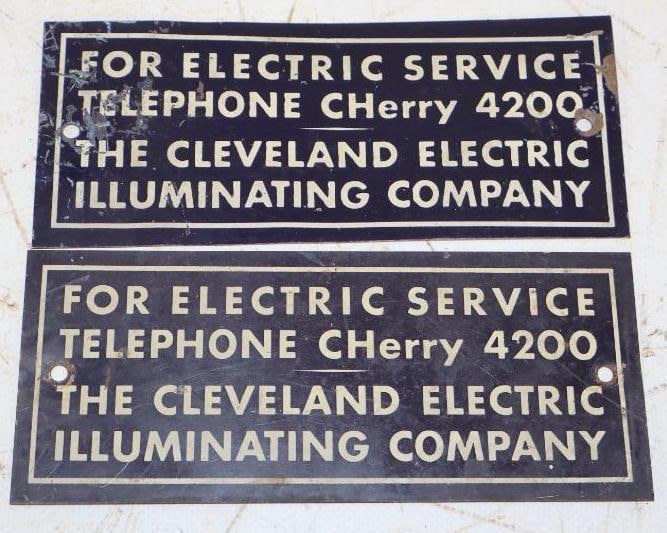 FOR ELECTRIC SERVICE
TELEPHONE CHerry 4200
THE CLEVELAND ELECTRIC
ILLUMINATING COMPANY
FOR ELECTRIC SERVICE
TELEPHONE CHerry 4200
THE CLEVELAND ELECTRIC
ILLUMINATING COMPANY